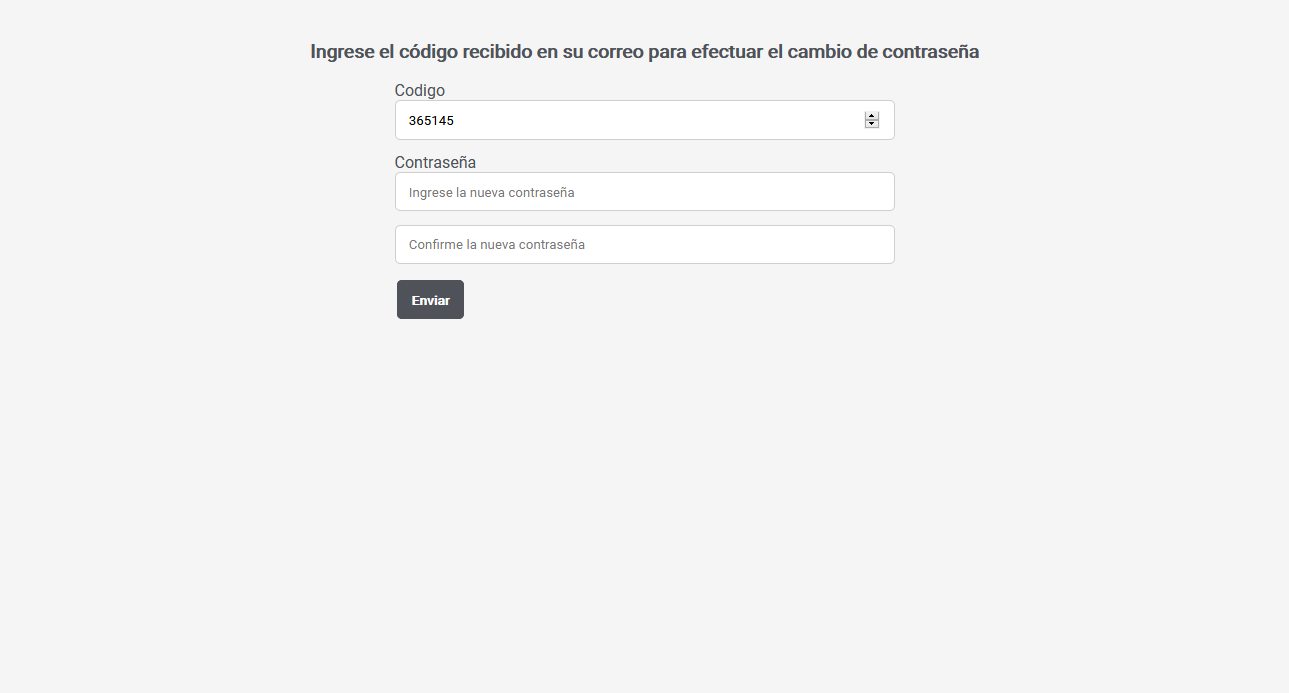 Ingrese el código recibido en su correo para efectuar el cambio de contraseña
Codigo
365145
Contraseña
Ingrese la nueva contraseña
Confirme la nueva contraseña
Enviar